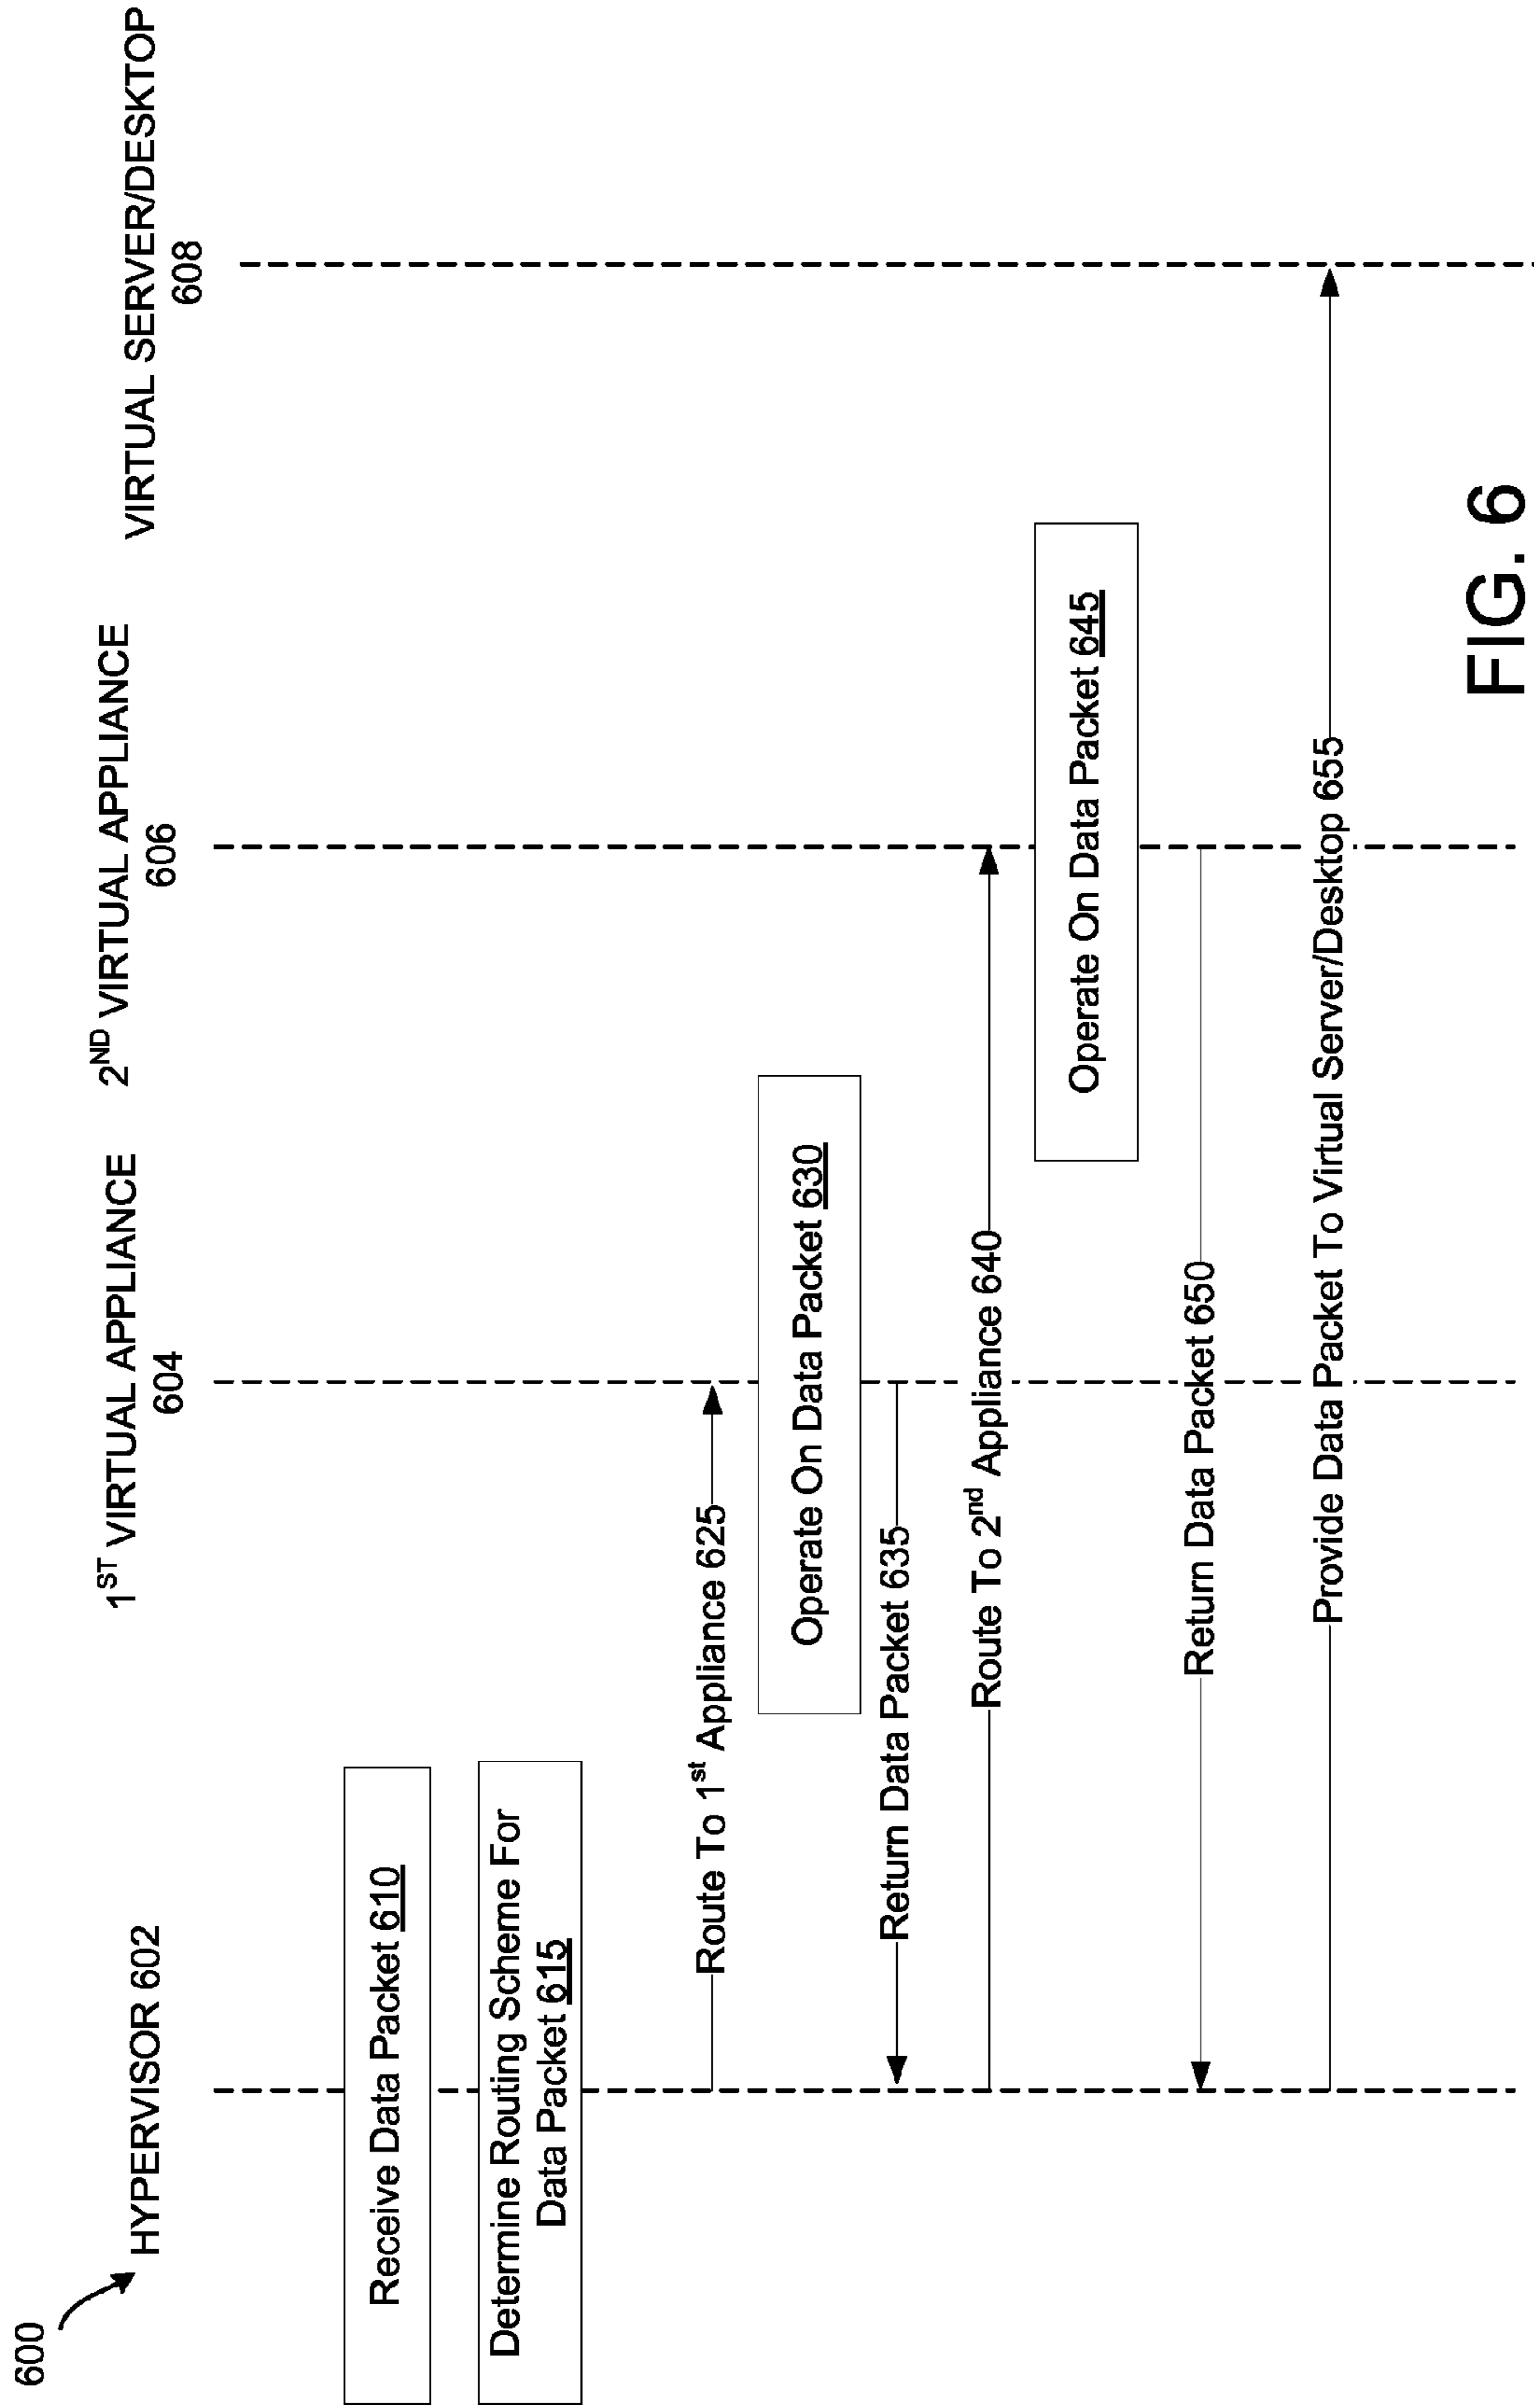 600
HYPERVISOR 602
1ST VIRTUAL APPLIANCE
604
2ND VIRTUAL APPLIANCE
606
VIRTUAL SERVER/DESKTOP
608
Receive Data Packet 610
Determine Routing Scheme For
Data Packet 615
Route To 1st Appliance 625
Operate On Data Packet 630
Return Data Packet 635
Route To 2nd Appliance 640
Operate On Data Packet 645
Return Data Packet 650
Provide Data Packet To Virtual Server/Desktop 655
FIG. 6